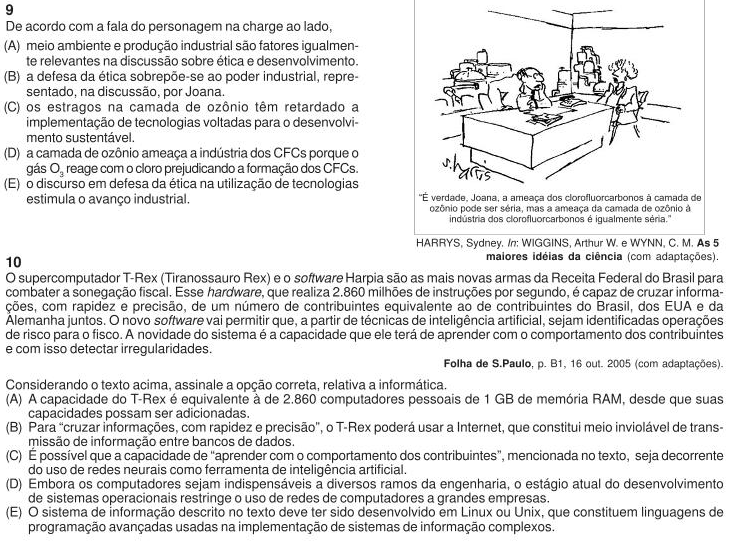 9
De acordo com a fala do personagem na charge ao lado,
(A) meio ambiente e produção industrial são fatores igualmen-
te relevantes na discussão sobre ética e desenvolvimento.
(B) a defesa da ética sobrepõe-se ao poder industrial, repre-
sentado, na discussão, por Joana.
(C) os estragos na camada de ozônio têm retardado a
implementação de tecnologias voltadas para o desenvolvi-
mento sustentável.
(D) a camada de ozônio ameaça a indústria dos CFCs porque o
gás O3 reage com o cloro prejudicando a formação dos CFCs.
(E) o discurso em defesa da ética na utilização de tecnologias
estimula o avanço industrial.
s.harris
"É verdade, Joana, a ameaça dos clorofluorcarbonos à camada de
ozônio pode ser séria, mas a ameaça da camada de ozônio à
indústria dos clorofluorcarbonos é igualmente séria."
HARRYS, Sydney. In: WIGGINS, Arthur W. e WYNN, C. M. As 5
maiores idéias da ciência (com adaptações).
10
O supercomputador T-Rex (Tiranossauro Rex) e o software Harpia são as mais novas armas da Receita Federal do Brasil para
combater a sonegação fiscal. Esse hardware, que realiza 2.860 milhões de instruções por segundo, é capaz de cruzar informa-
ções, com rapidez e precisão, de um número de contribuintes equivalente ao de contribuintes do Brasil, dos EUA e da
Alemanha juntos. O novo software vai permitir que, a partir de técnicas de inteligência artificial, sejam identificadas operações
de risco para o fisco. A novidade do sistema é a capacidade que ele terá de aprender com o comportamento dos contribuintes
e com isso detectar irregularidades.
Folha de S.Paulo, p. B1, 16 out. 2005 (com adaptações).
Considerando o texto acima, assinale a opção correta, relativa a informática.
(A) A capacidade do T-Rex é equivalente à de 2.860 computadores pessoais de 1 GB de memória RAM, desde que suas
capacidades possam ser adicionadas.
(B) Para "cruzar informações, com rapidez e precisão", o T-Rex poderá usar a Internet, que constitui meio inviolável de trans-
missão de informação entre bancos de dados.
(C) É possível que a capacidade de "aprender com o comportamento dos contribuintes", mencionada no texto, seja decorrente
do uso de redes neurais como ferramenta de inteligência artificial.
(D) Embora os computadores sejam indispensáveis a diversos ramos da engenharia, o estágio atual do desenvolvimento
de sistemas operacionais restringe o uso de redes de computadores a grandes empresas.
(E) O sistema de informação descrito no texto deve ter sido desenvolvido em Linux ou Unix, que constituem linguagens de
programação avançadas usadas na implementação de sistemas de informação complexos.